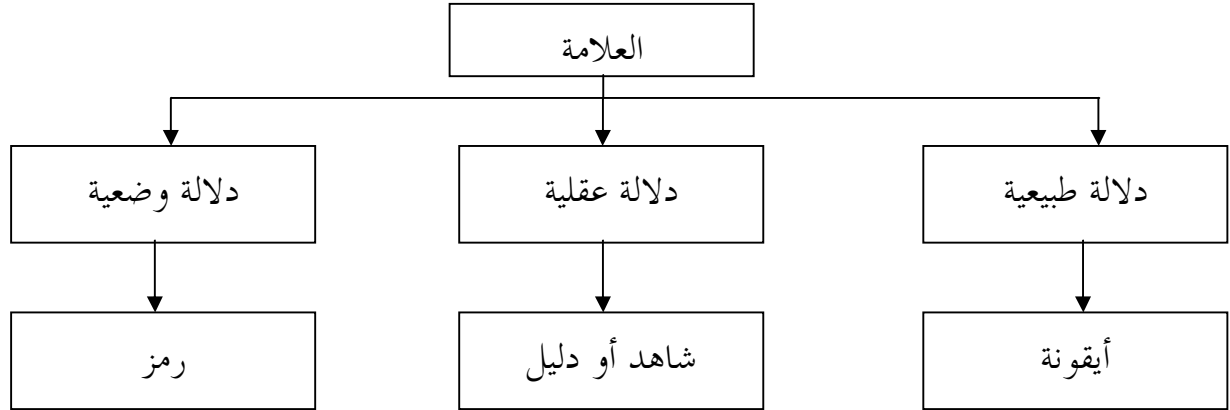 العلامة
دلالة طبيعية
دلالة عقلية
دلالة وضعية
أيقونة
شاهد أو دليل
رمز